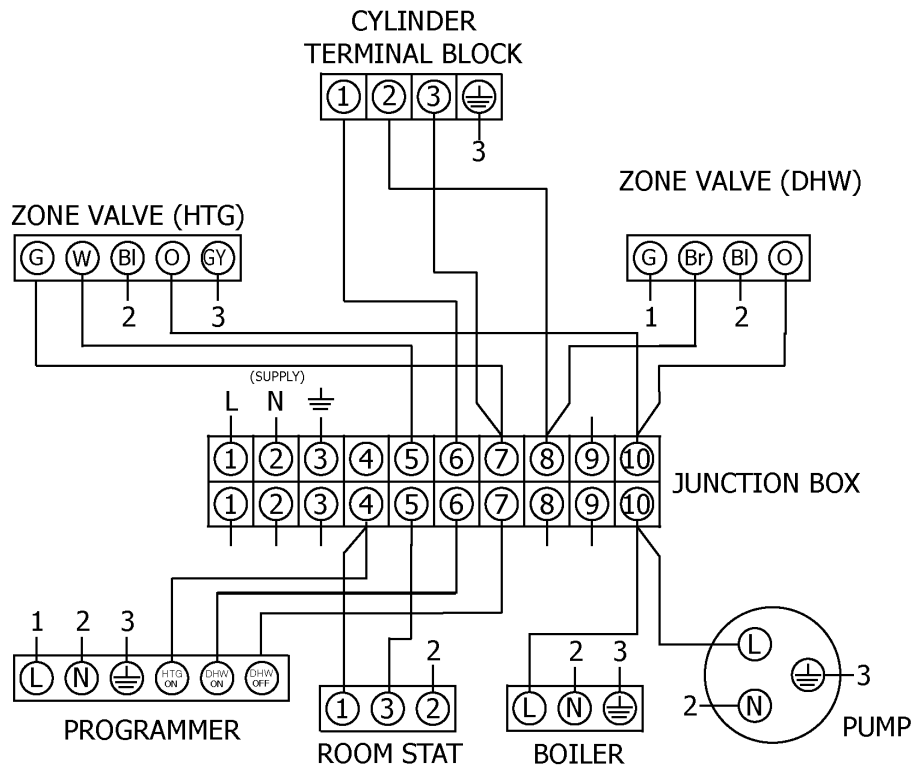 CYLINDER
TERMINAL BLOCK
1 2 3
3
ZONE VALVE (DHW)
ZONE VALVE (HTG)
G W Bl O GY
G Br Bl O
2 3
1 2
(SUPPLY)
L N
1 2 3 4 5 6 7 8 9 10
JUNCTION BOX
1 2 3 4 5 6 7 8 9 10
1 2 3
L N HTG ON DHW ON DHW OFF
PROGRAMMER
2
1 3 2
ROOM STAT
2 3
L N
BOILER
L
3
2 N
PUMP